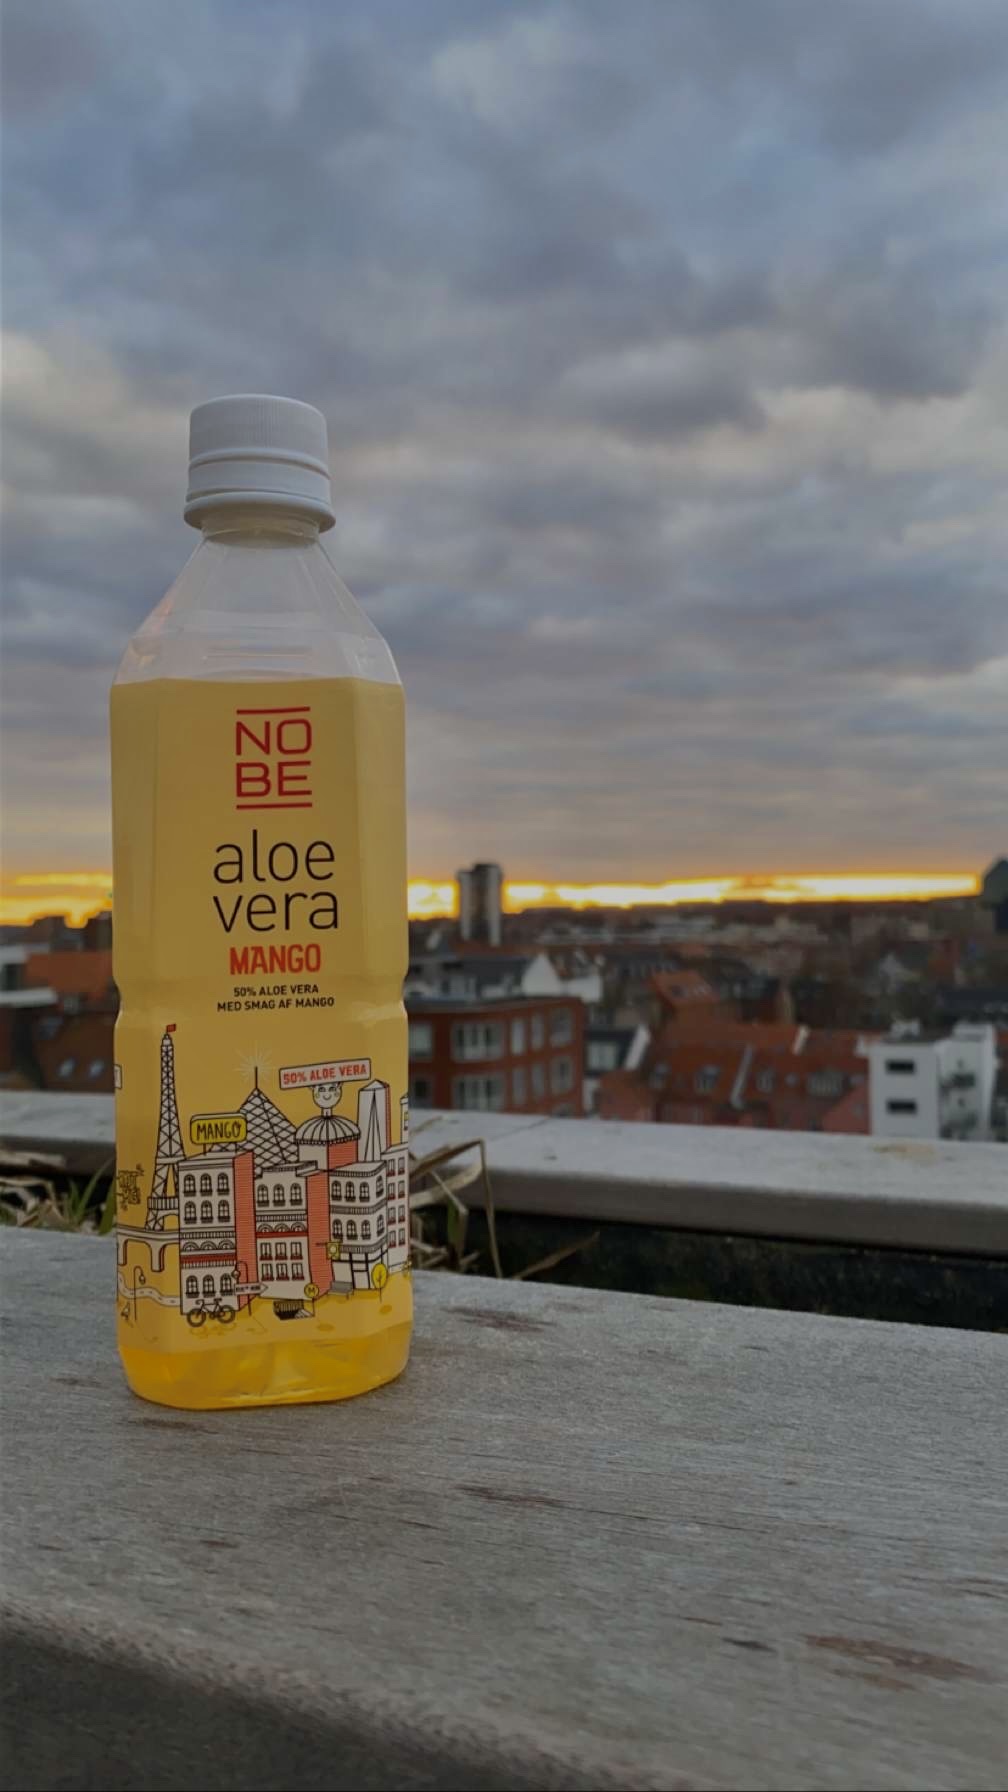 NO
BE
aloe
vera
MANGO
50% ALOE VERA
MED SMAG AF MANGO
50% ALOE VERA
MANGO
M